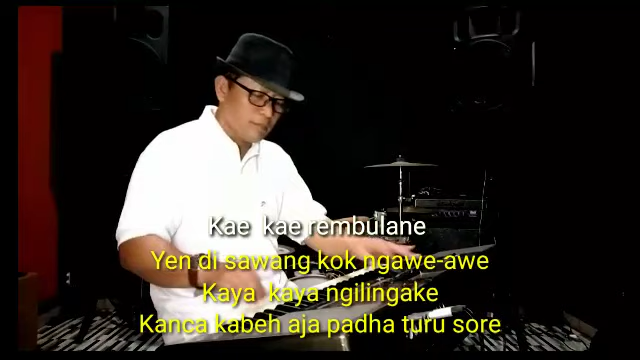 Kae kae rembulane
Yen di sawang kok ngawe-awe
Kaya kaya ngilingake
Kanca kabeh aja padha turu sore